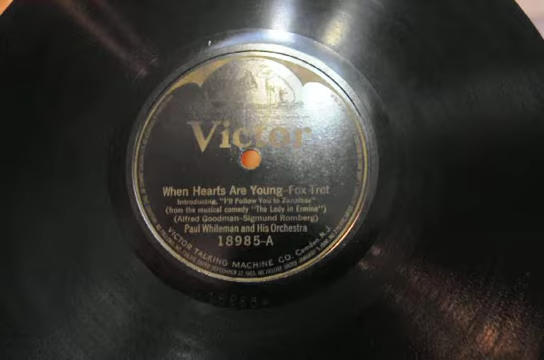 Victor
When Hearts Are Young-Fox Trot
Introducing, "I'll Follow You to Zanzibar"
(from the musical comedy "The Lady in Ermine")
(Alfred Goodman-Sigmund Romberg)
Paul Whiteman and His Orchestra
18985-A
VICTOR TALKING MACHINE CO. Camden, N.J.